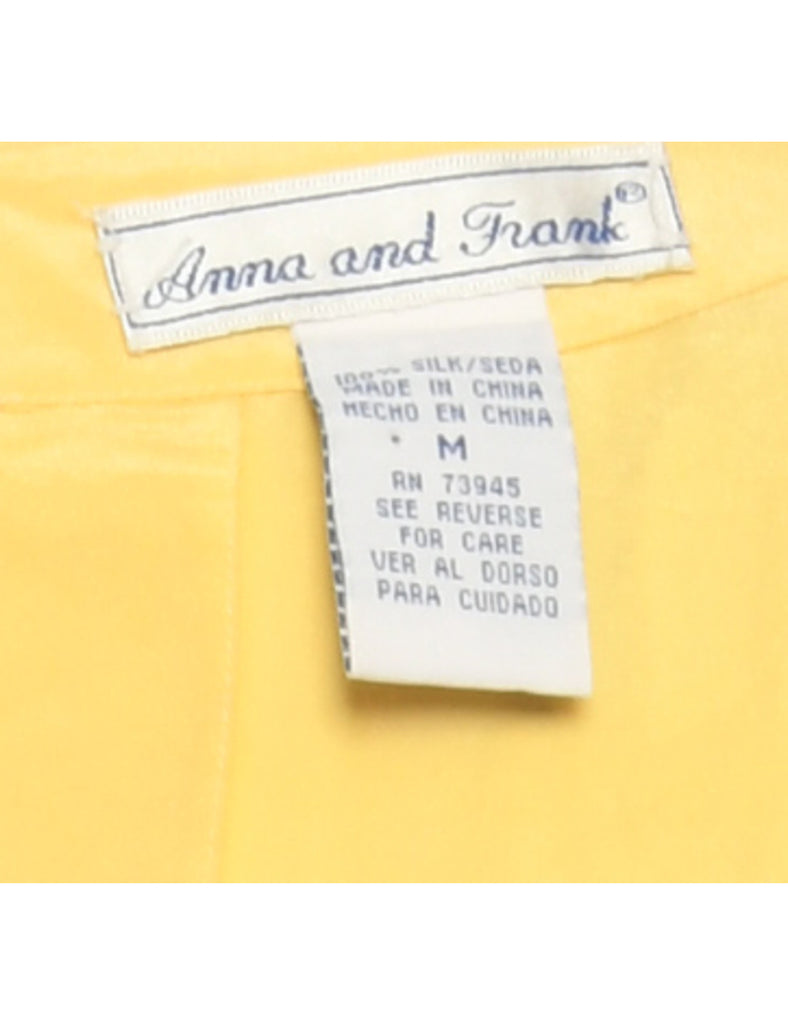 Anna and Frank®
100% SILK/SEDA
MADE IN CHINA
HECHO EN CHINA
M
RN 73945
SEE REVERSE
FOR CARE
VER AL DORSO
PARA CUIDADO